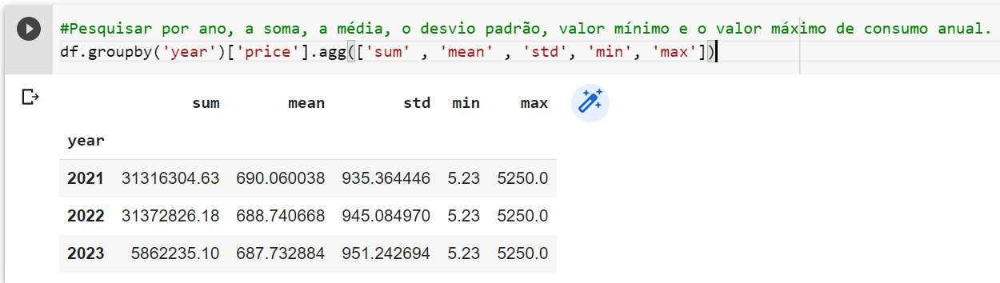 #Pesquisar por ano, a soma, a média, o desvio padrão, valor mínimo e o valor máximo de consumo anual.
df.groupby('year')['price'].agg(['sum' , 'mean' , 'std', 'min', 'max'])
sum mean std min max
year
2021 31316304.63 690.060038 935.364446 5.23 5250.0
2022 31372826.18 688.740668 945.084970 5.23 5250.0
2023 5862235.10 687.732884 951.242694 5.23 5250.0